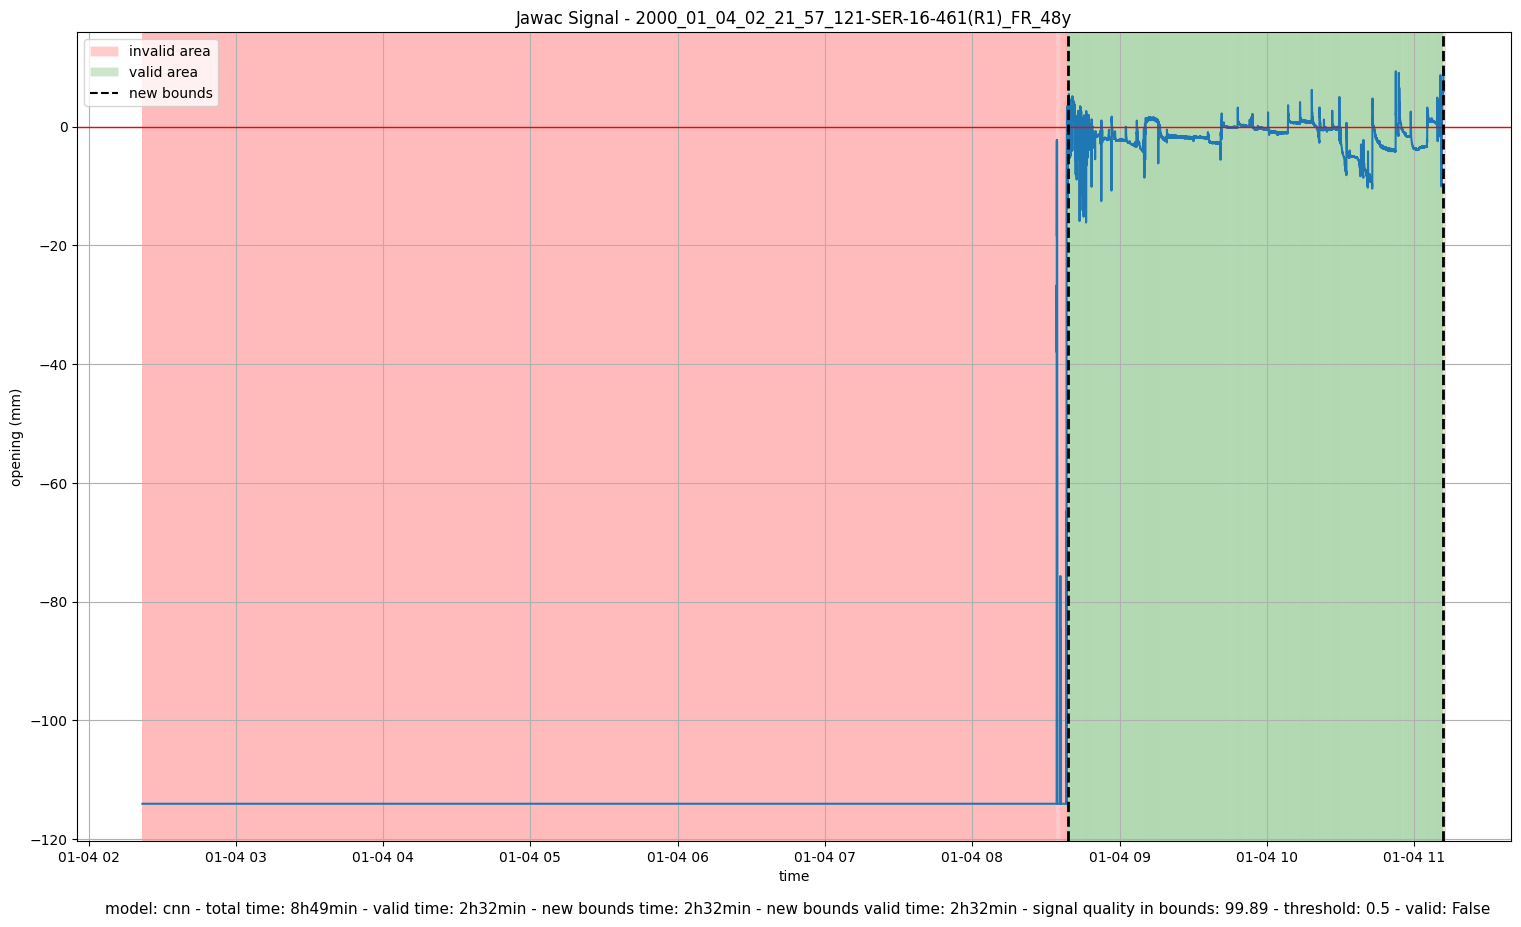 Jawac Signal - 2000_01_04_02_21_57_121-SER-16-461(R1)_FR_48y
invalid area
valid area
new bounds
0
−20
−40
−60
−80
−100
−120
opening (mm)
01-04 02 01-04 03 01-04 04 01-04 05 01-04 06 01-04 07 01-04 08 01-04 09 01-04 10 01-04 11
time
model: cnn - total time: 8h49min - valid time: 2h32min - new bounds time: 2h32min - new bounds valid time: 2h32min - signal quality in bounds: 99.89 - threshold: 0.5 - valid: False